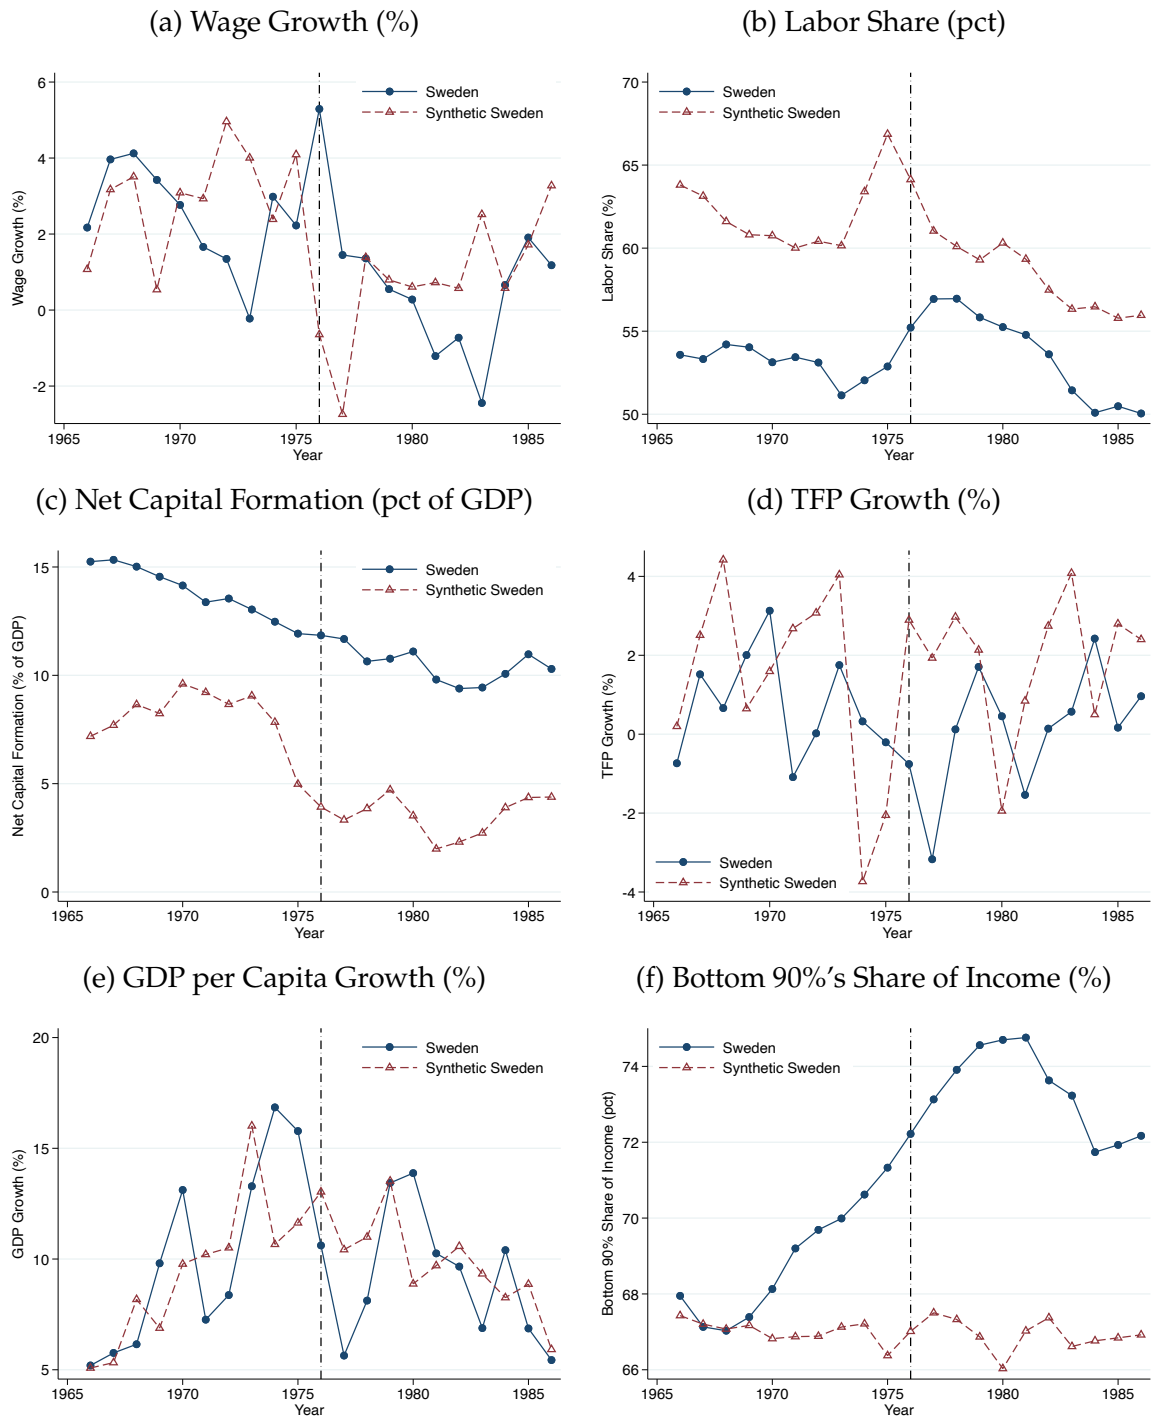 (a) Wage Growth (%)
Wage Growth (%)
6
4
2
0
-2
Sweden
Synthetic Sweden
1965 1970 1975 1980 1985
Year
(b) Labor Share (pct)
Labor Share (%)
70
65
60
55
50
Sweden
Synthetic Sweden
1965 1970 1975 1980 1985
Year
(c) Net Capital Formation (pct of GDP)
Net Capital Formation (% of GDP)
15
10
5
0
Sweden
Synthetic Sweden
1965 1970 1975 1980 1985
Year
(d) TFP Growth (%)
TFP Growth (%)
4
2
0
-2
-4
Sweden
Synthetic Sweden
1965 1970 1975 1980 1985
Year
(e) GDP per Capita Growth (%)
GDP Growth (%)
20
15
10
5
Sweden
Synthetic Sweden
1965 1970 1975 1980 1985
Year
(f) Bottom 90%'s Share of Income (%)
Bottom 90% Share of Income (pct)
74
72
70
68
66
Sweden
Synthetic Sweden
1965 1970 1975 1980 1985
Year